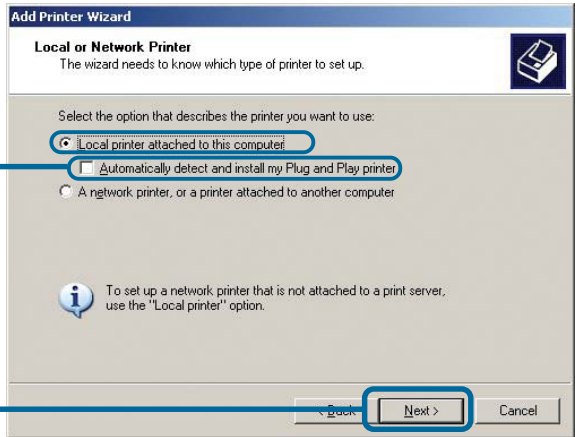 Add Printer Wizard
Local or Network Printer
The wizard needs to know which type of printer to set up.
Select the option that describes the printer you want to use:
Local printer attached to this computer
Automatically detect and install my Plug and Play printer
A network printer, or a printer attached to another computer
To set up a network printer that is not attached to a print server,
use the "Local printer" option.
< Back
Next >
Cancel